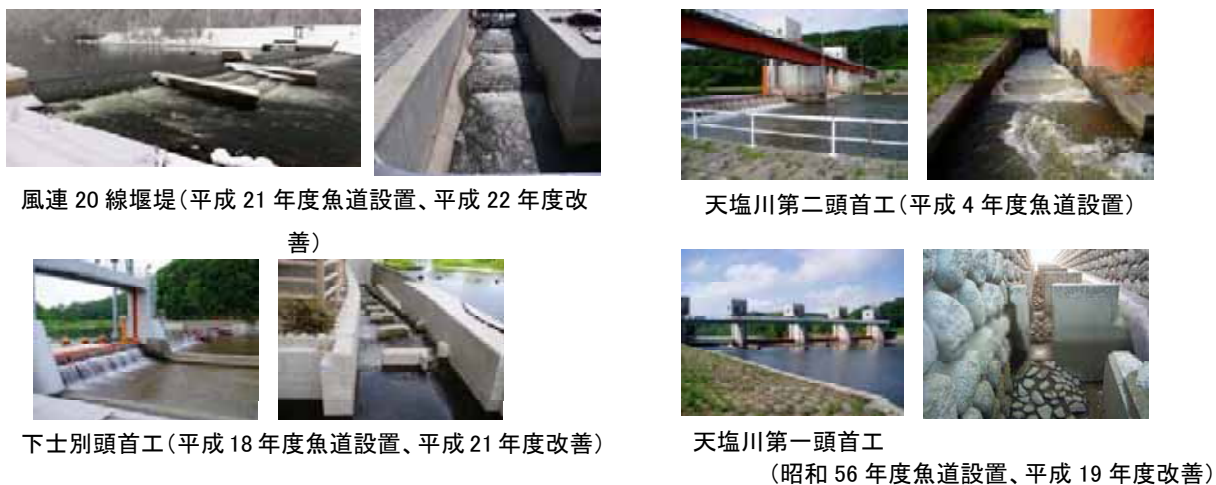 風連 20 線堰堤（平成 21 年度魚道設置、平成 22 年度改
善）
天塩川第二頭首工（平成 4 年度魚道設置）
下士別頭首工（平成 18 年度魚道設置、平成 21 年度改善）
天塩川第一頭首工
（昭和 56 年度魚道設置、平成 19 年度改善）